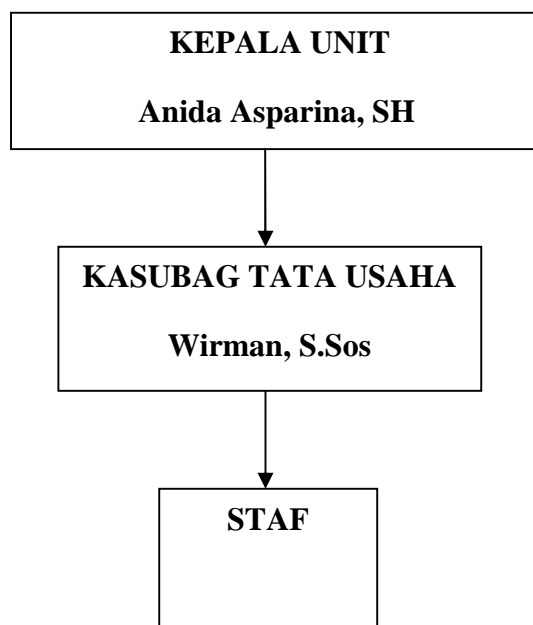 KEPALA UNIT
Anida Asparina, SH
KASUBAG TATA USAHA
Wirman, S.Sos
STAF